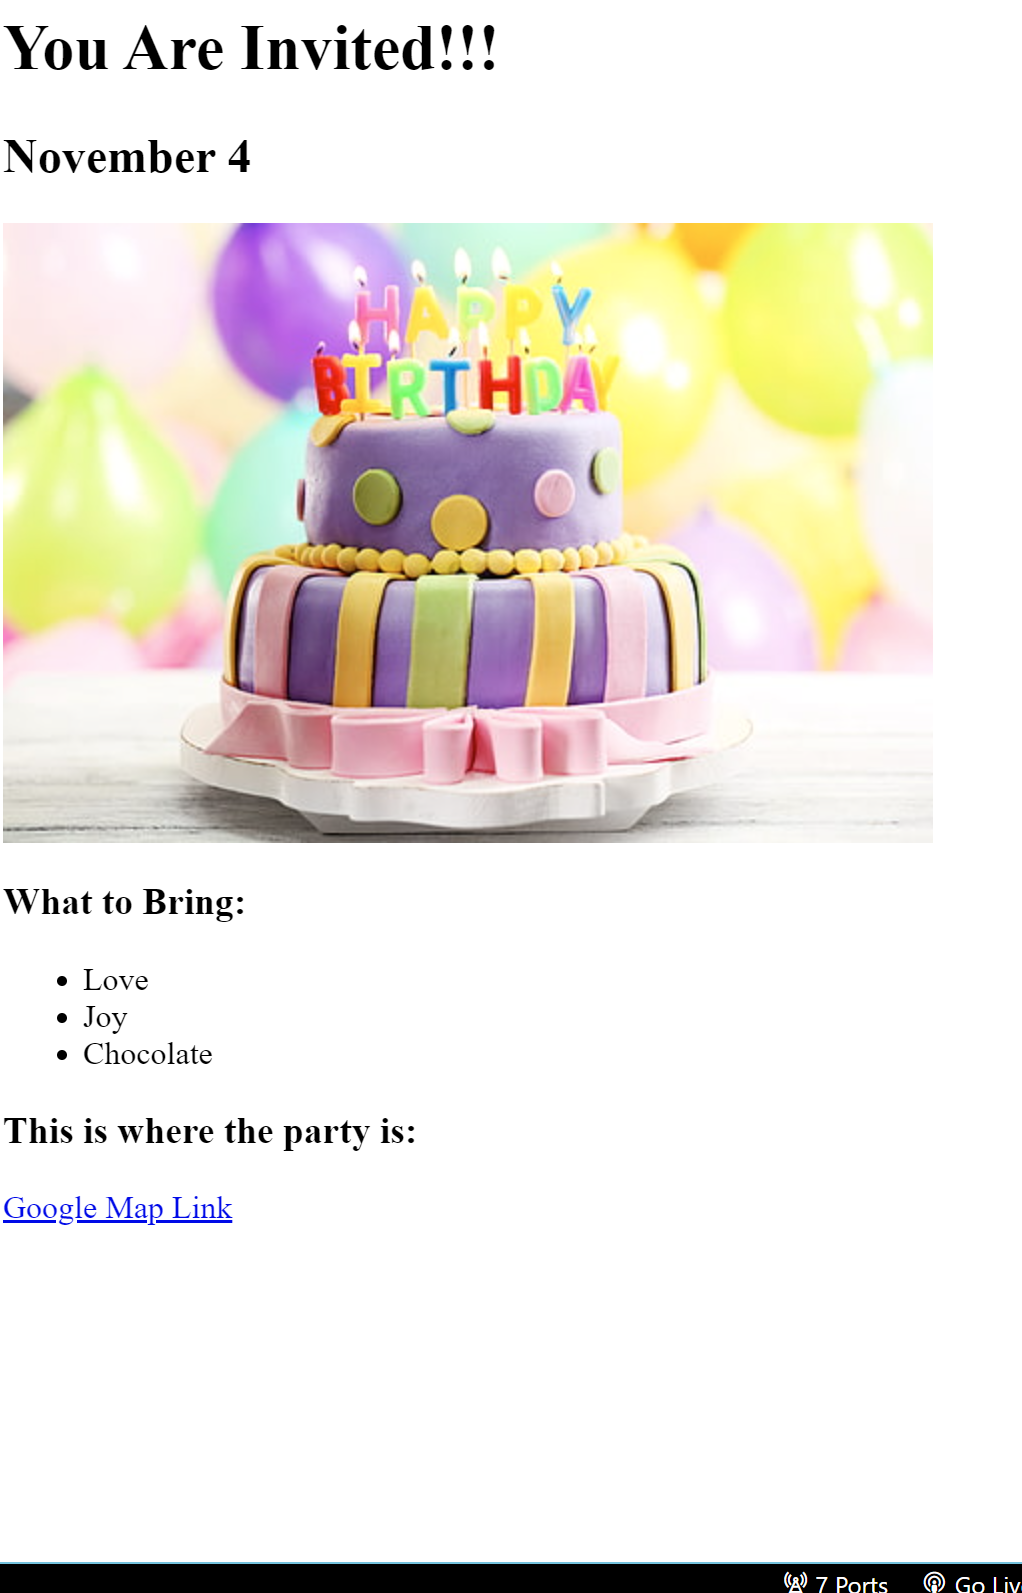 You Are Invited!!!
November 4
HAPPY
BIRTHDAY
What to Bring:
Love
Joy
Chocolate
This is where the party is:
Google Map Link
7 Ports Go Liv